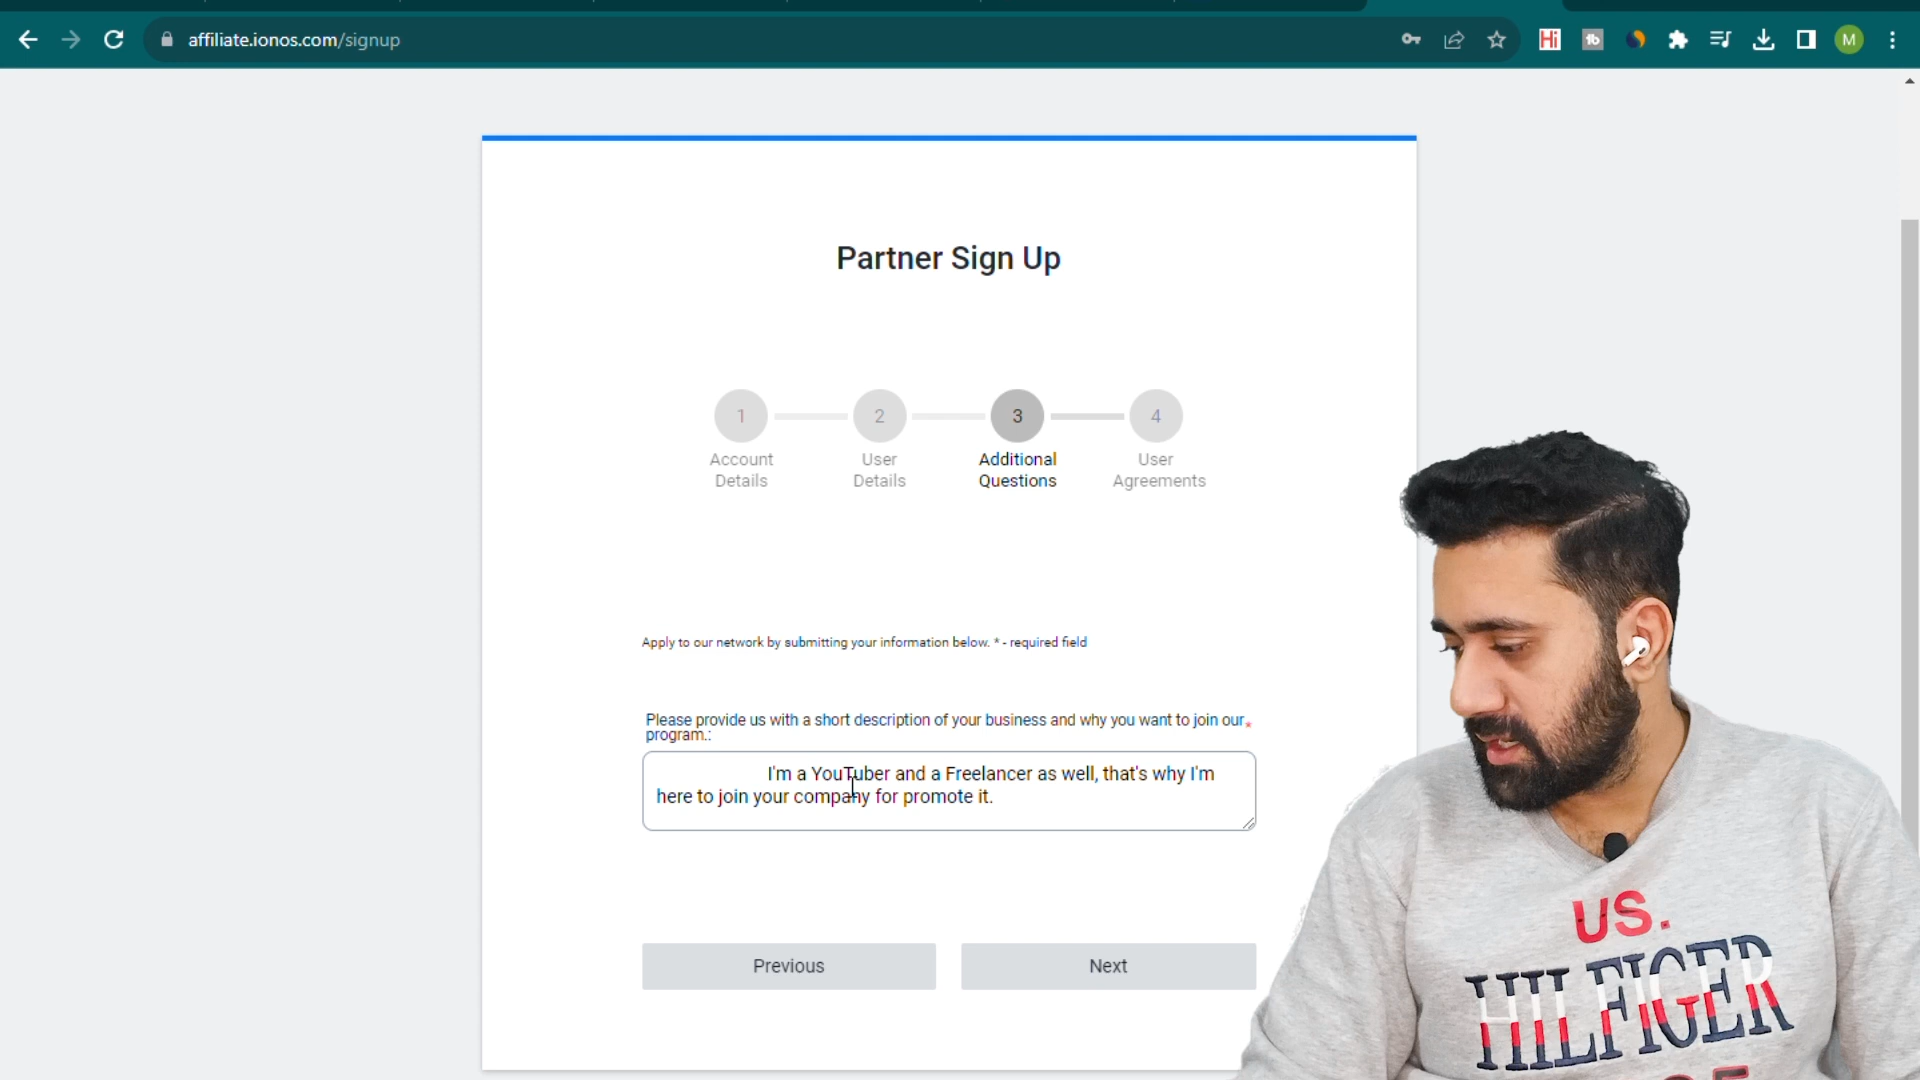 affiliate.ionos.com/signup
Hi
tb
M
Partner Sign Up
1
2
3
4
Account
Details
User
Details
Additional
Questions
User
Agreements
Apply to our network by submitting your information below. * - required field
Please provide us with a short description of your business and why you want to join our *
program.:
I'm a YouTuber and a Freelancer as well, that's why I'm
here to join your company for promote it.
Previous
Next
US.
HILFIGER